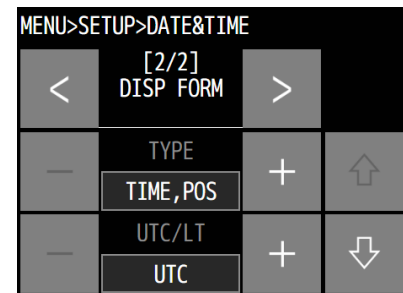 MENU>SETUP>DATE&TIME
[2/2]
< DISP FORM >
TYPE
− +
TIME,POS
UTC/LT
− +
UTC